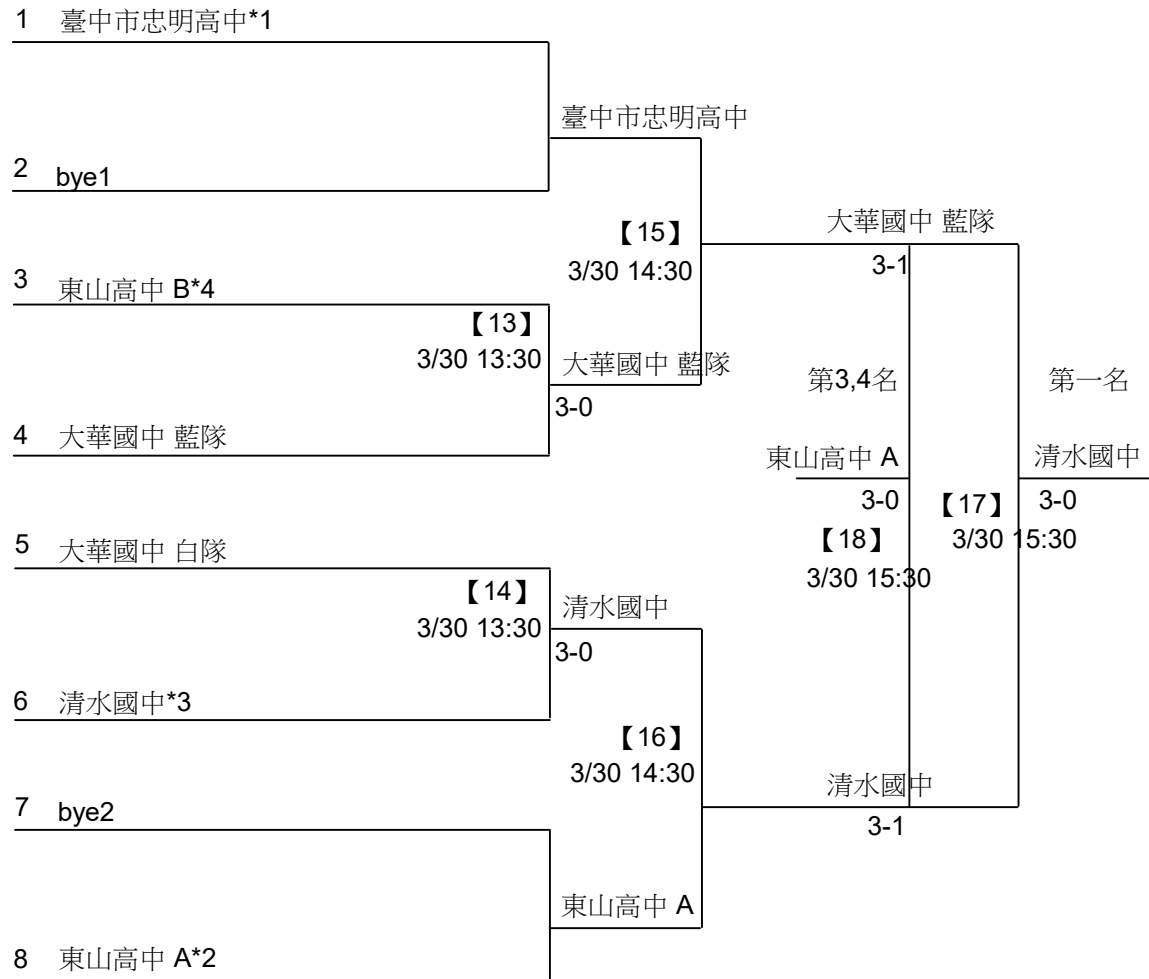 1 臺中市忠明高中*1
臺中市忠明高中
2 bye1
【15】
3/30 14:30
大華國中 藍隊
3-1
3 東山高中 B*4
【13】
3/30 13:30
大華國中 藍隊
3-0
4 大華國中 藍隊
第3,4名
第一名
東山高中 A
3-0
【18】
3/30 15:30
清水國中
3-0
【17】
3/30 15:30
5 大華國中 白隊
【14】
3/30 13:30
清水國中
3-0
6 清水國中*3
【16】
3/30 14:30
清水國中
3-1
7 bye2
東山高中 A
8 東山高中 A*2